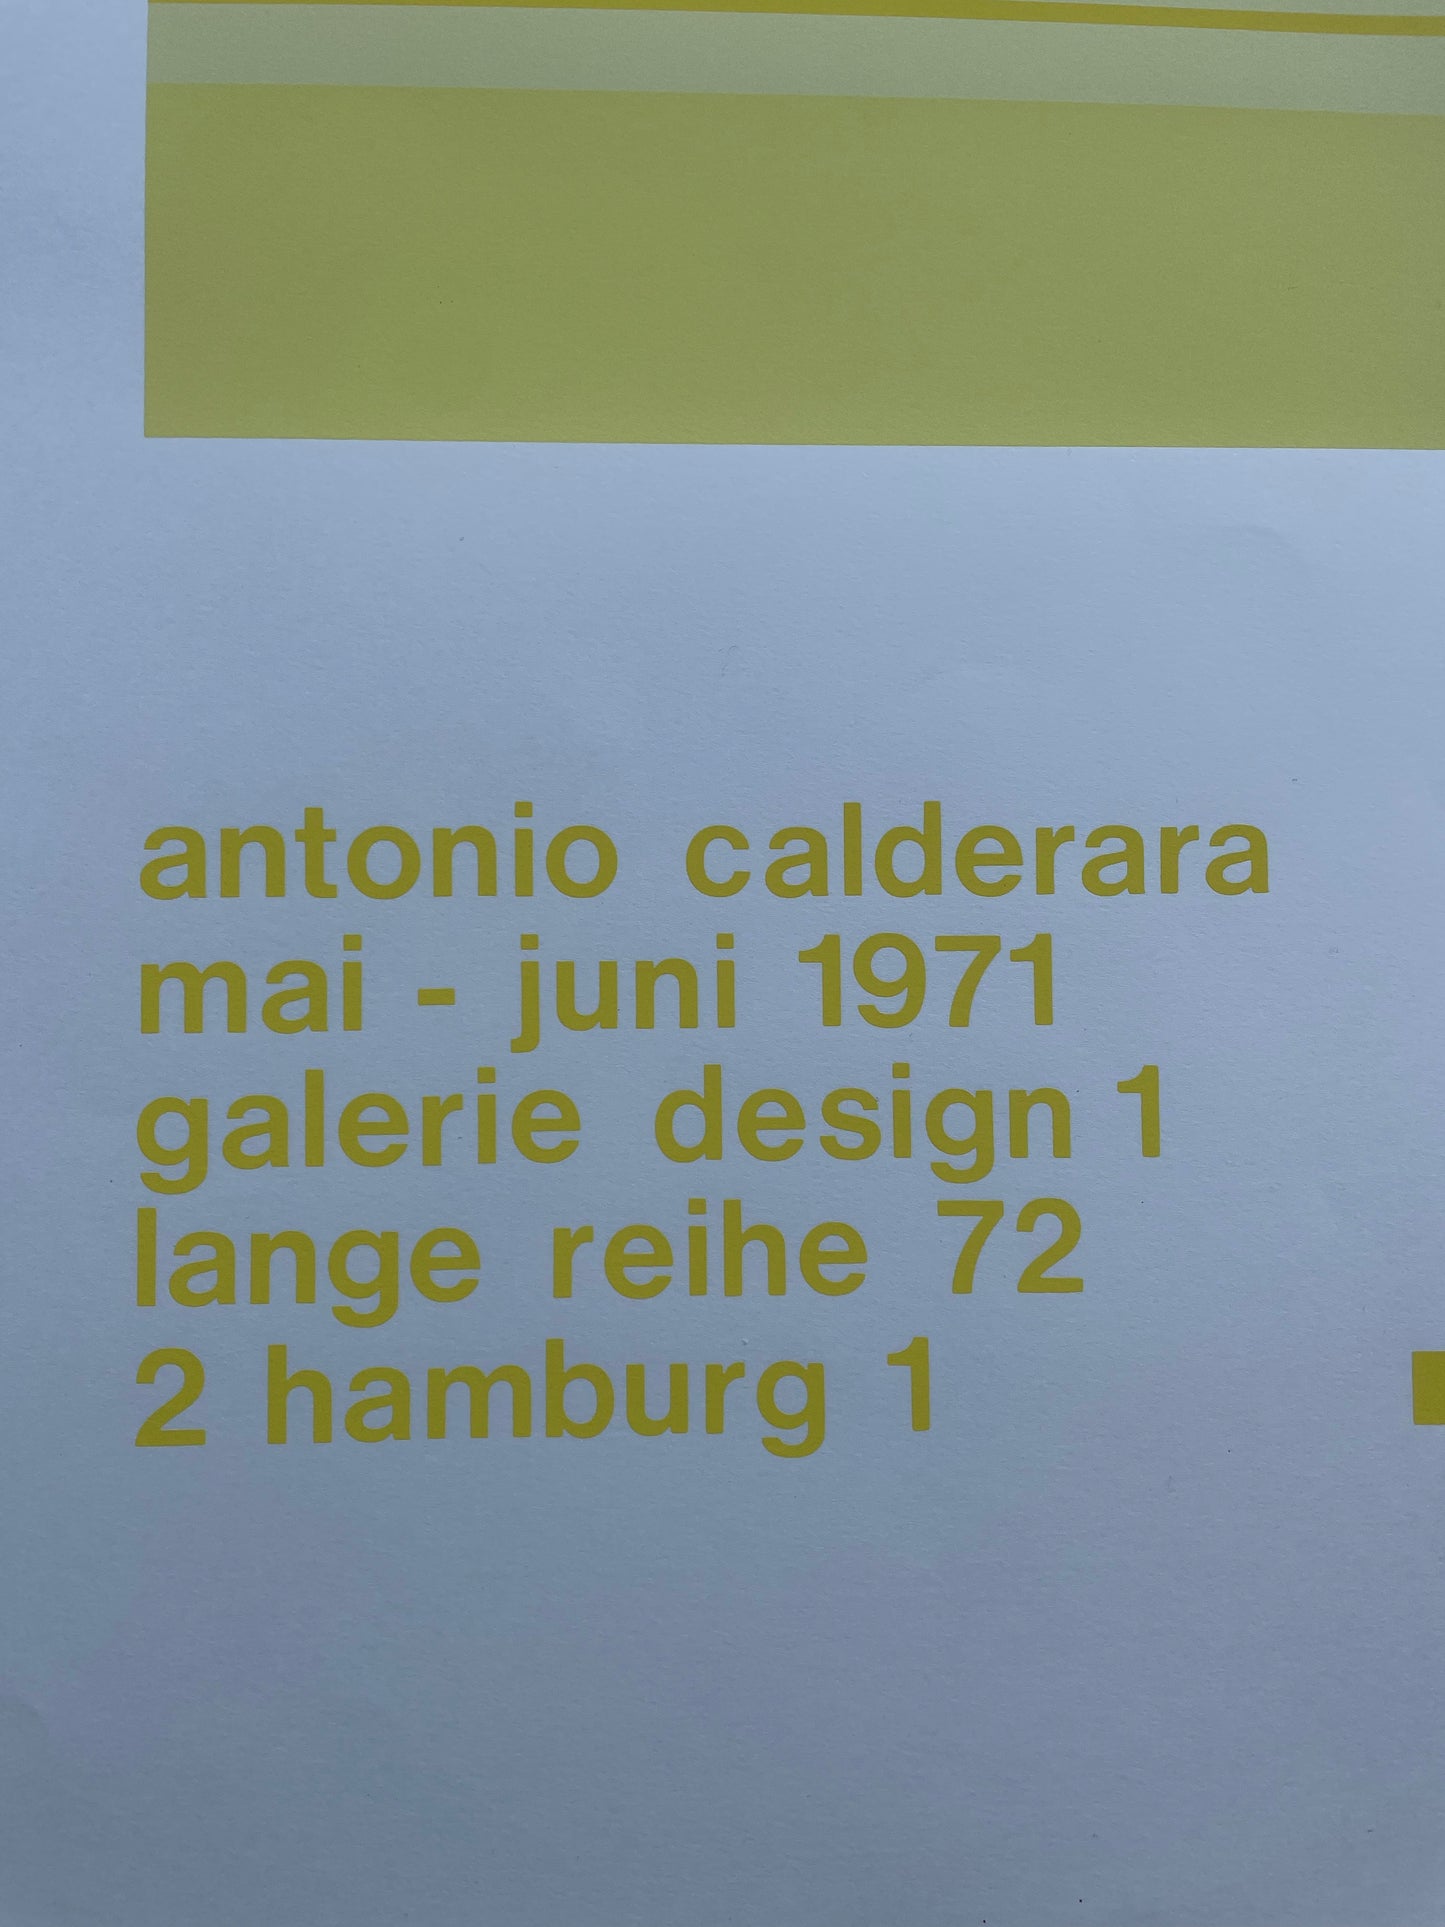 antonio calderara
mai - juni 1971
galerie design 1
lange reihe 72
2 hamburg 1